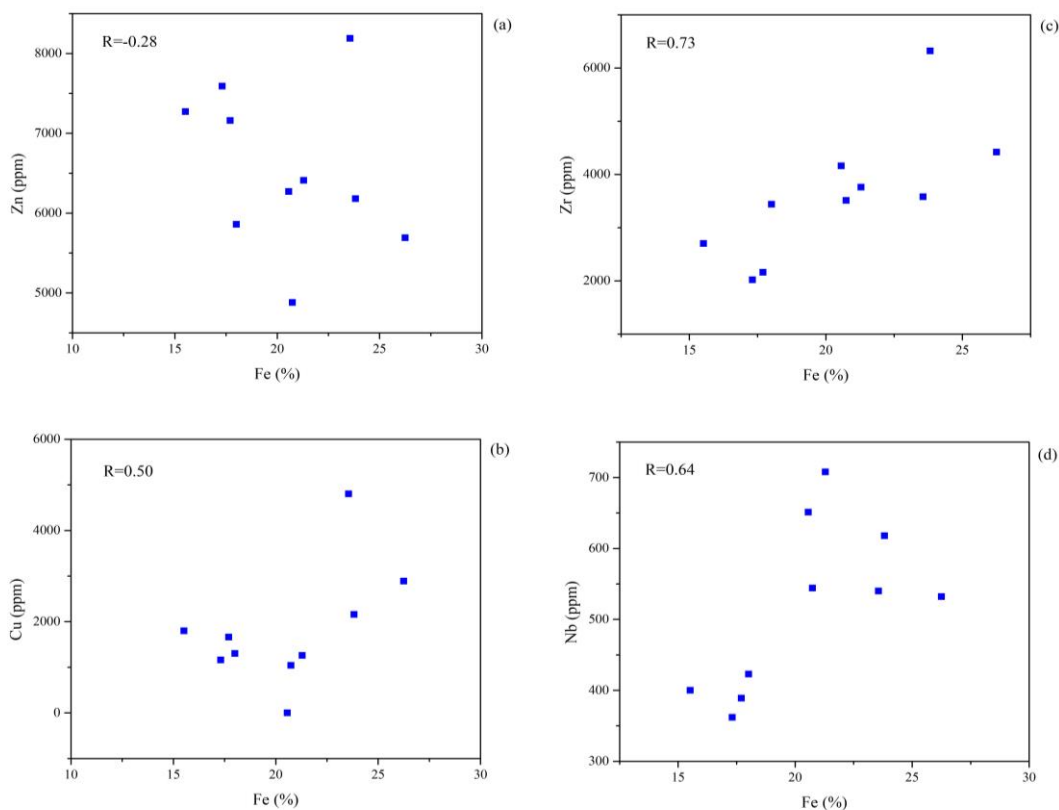 (a)
R=-0.28
8000
7000
6000
5000
Zn (ppm)
10 15 20 25 30
Fe (%)
(c)
R=0.73
6000
4000
2000
Zr (ppm)
15 20 25
Fe (%)
(b)
R=0.50
6000
4000
2000
0
Cu (ppm)
10 15 20 25 30
Fe (%)
(d)
R=0.64
700
600
500
400
300
Nb (ppm)
15 20 25 30
Fe (%)